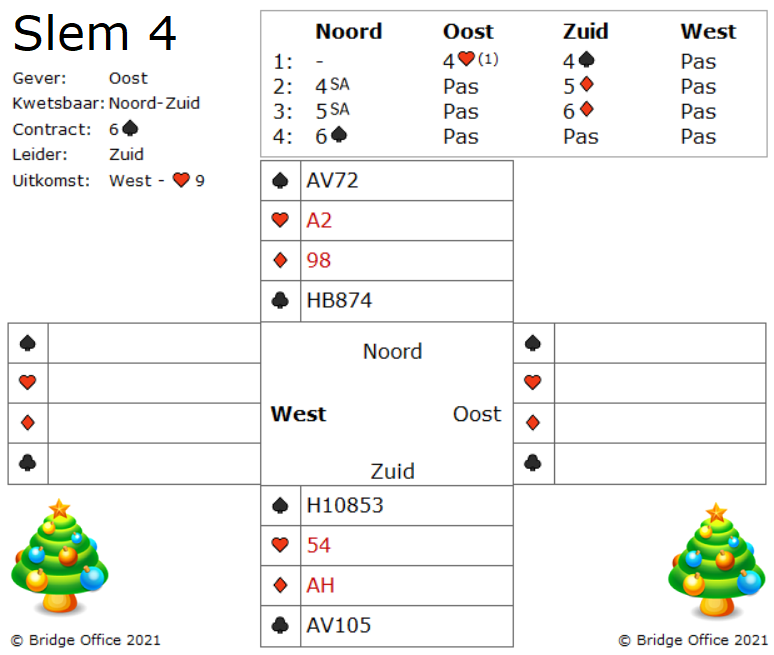 Slem 4
Gever: Oost
Kwetsbaar: Noord-Zuid
Contract: 6♠
Leider: Zuid
Uitkomst: West - ♥ 9
Noord Oost Zuid West
1: - 4♥(1) 4♠ Pas
2: 4SA Pas 5♦ Pas
3: 5SA Pas 6♦ Pas
4: 6♠ Pas Pas Pas
♠ AV72
♥ A2
♦ 98
♣ HB874
Noord
♠ ♠
♥ ♥
West Oost
♦ ♦
♣ ♣
Zuid
♠ H10853
♥ 54
♦ AH
♣ AV105
© Bridge Office 2021
© Bridge Office 2021